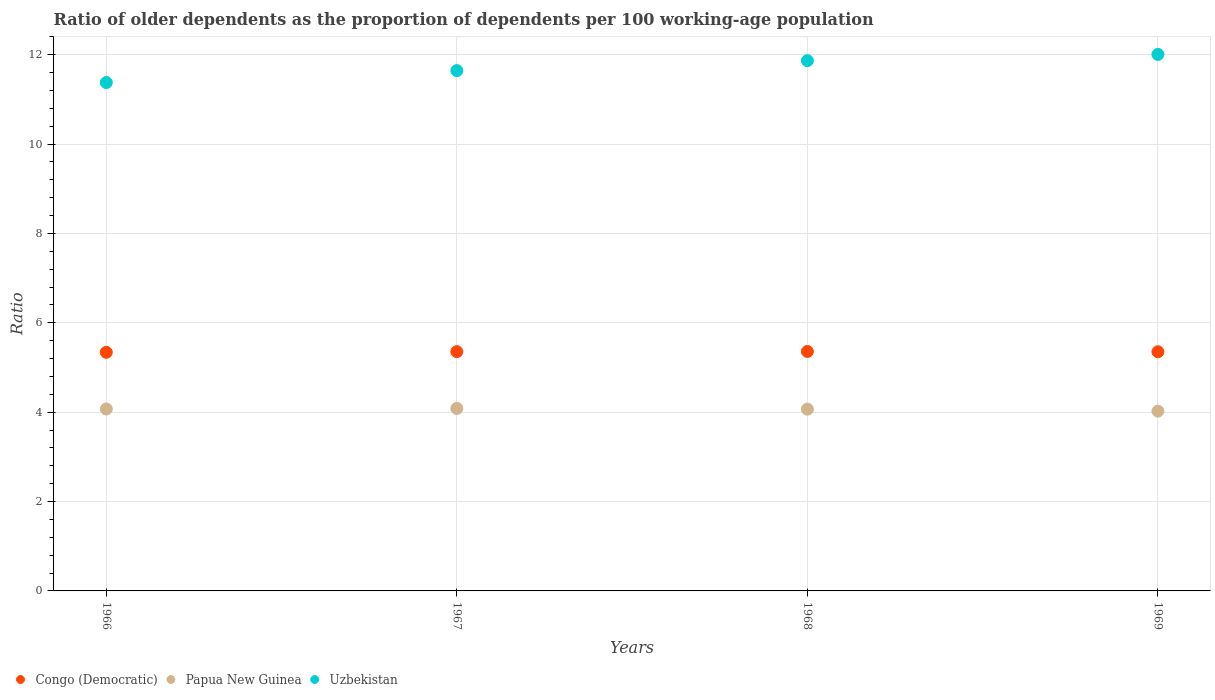 Ratio of older dependents as the proportion of dependents per 100 working-age population
12
10
8
6
4
2
0
Ratio
1966
1967
1968
1969
Years
Congo (Democratic)
Papua New Guinea
Uzbekistan